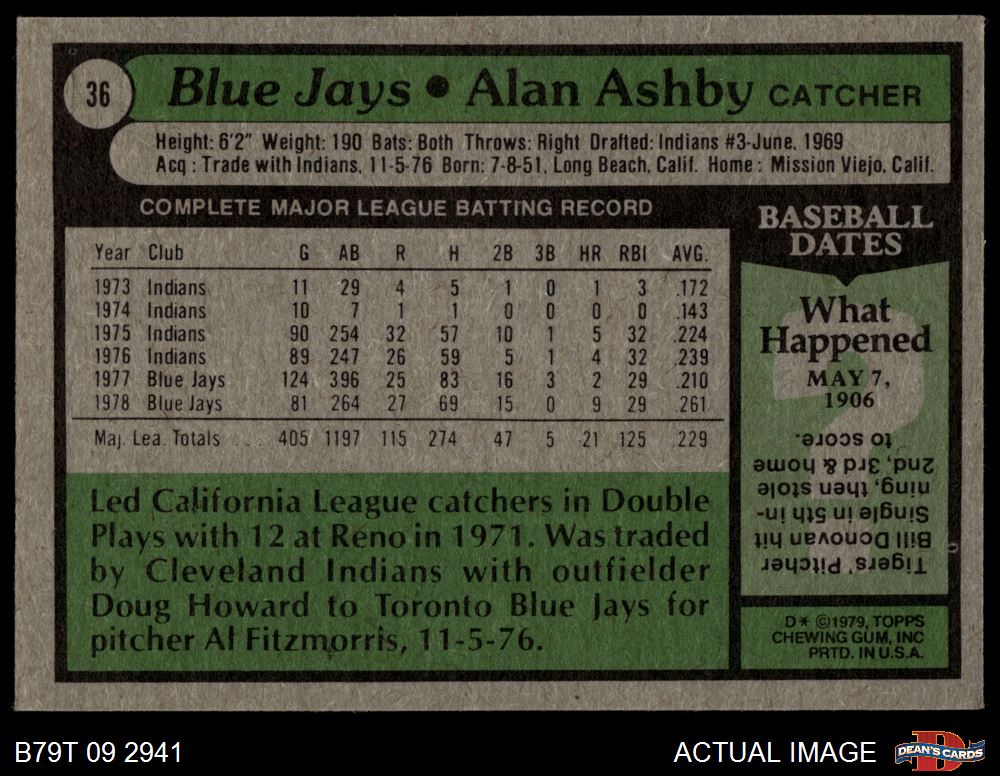 36
Blue Jays • Alan Ashby CATCHER
Height: 6'2" Weight: 190 Bats: Both Throws: Right Drafted: Indians #3-June, 1969
Acq : Trade with Indians, 11-5-76 Born: 7-8-51, Long Beach, Calif. Home : Mission Viejo, Calif.
COMPLETE MAJOR LEAGUE BATTING RECORD
Year Club G AB R H 2B 3B HR RBI AVG.
1973 Indians 11 29 4 5 1 0 1 3 .172
1974 Indians 10 7 1 1 0 0 0 0 .143
1975 Indians 90 254 32 57 10 1 5 32 .224
1976 Indians 89 247 26 59 5 1 4 32 .239
1977 Blue Jays 124 396 25 83 16 3 2 29 .210
1978 Blue Jays 81 264 27 69 15 0 9 29 .261
Maj. Lea. Totals . . . 405 1197 115 274 47 5 21 125 .229
Led California League catchers in Double
Plays with 12 at Reno in 1971. Was traded
by Cleveland Indians with outfielder
Doug Howard to Toronto Blue Jays for
pitcher Al Fitzmorris, 11-5-76.
BASEBALL
DATES
What
Happened
MAY 7,
1906
Tigers' Pitcher
Bill Donovan hit
Single in 5th in-
ning, then stole
2nd, 3rd & home
to score.
D* ©1979, TOPPS
CHEWING GUM, INC
PRTD. IN U.S.A.
B79T 09 2941
ACTUAL IMAGE
DEAN'S CARDS